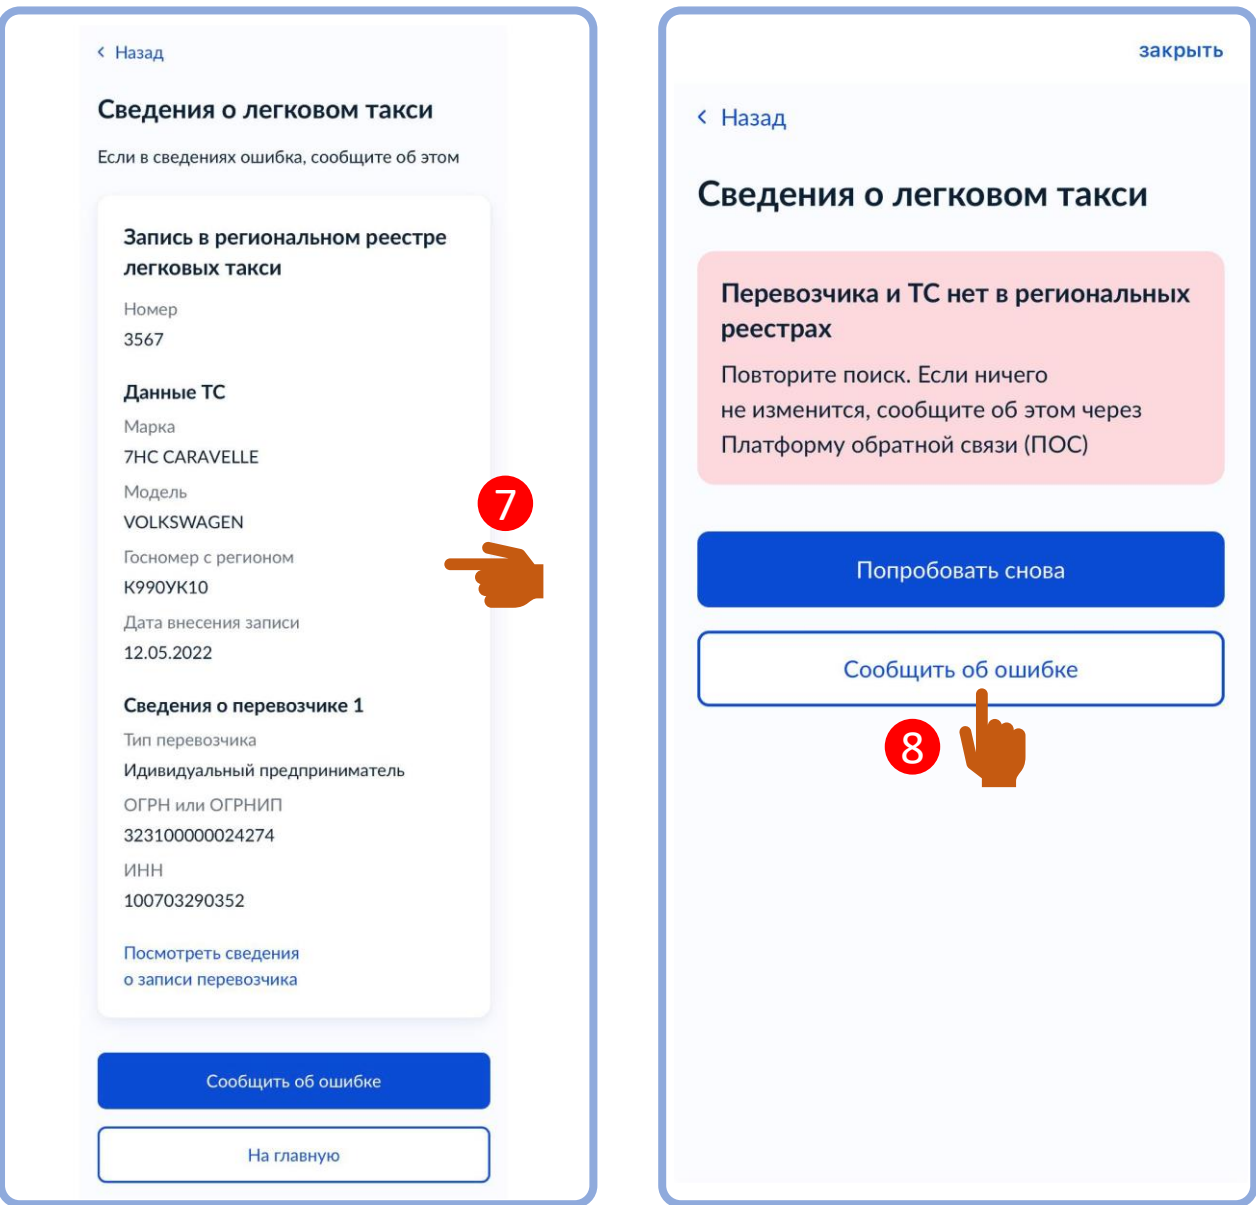 Назад
Сведения о легковом такси
Если в сведениях ошибка, сообщите об этом
Запись в региональном реестре
легковых такси
Номер
3567
Данные ТС
Марка
7НС CARAVELLE
Модель
VOLKSWAGEN
Госномер с регионом
К990УК10
Дата внесения записи
12.05.2022
Сведения о перевозчике 1
Тип перевозчика
Идивидуальный предприниматель
ОГРН или ОГРНИП
323100000024274
ИНН
100703290352
Посмотреть сведения
о записи перевозчика
Сообщить об ошибке
На главную
7
закрыть
Назад
Сведения о легковом такси
Перевозчика и ТС нет в региональных
реестрах
Повторите поиск. Если ничего
не изменится, сообщите об этом через
Платформу обратной связи (ПОС)
Попробовать снова
Сообщить об ошибке
8